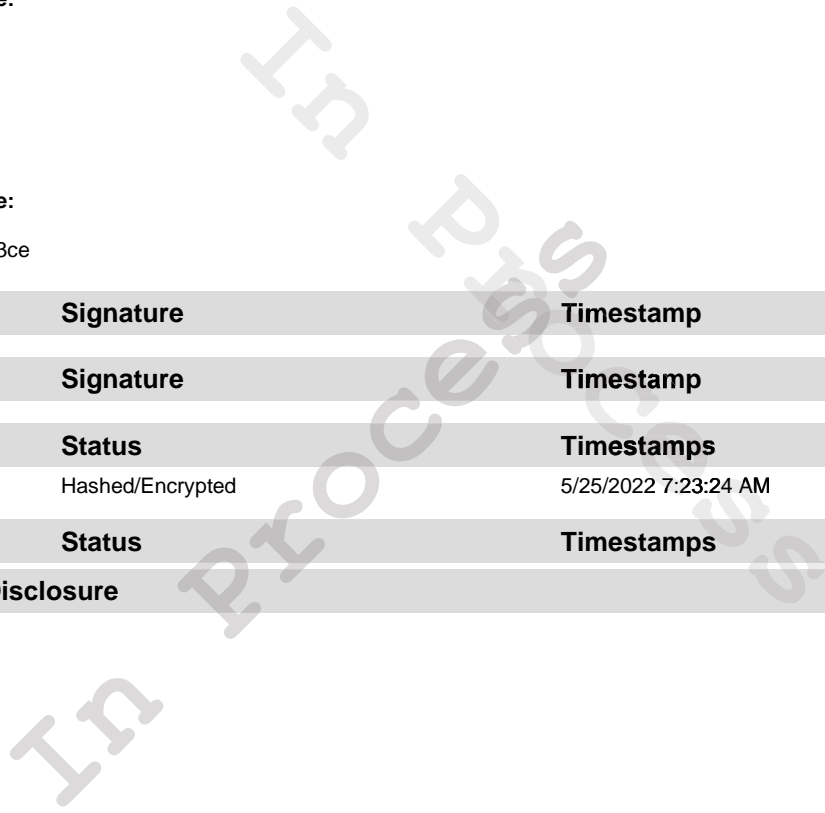 e:
e:
3ce
Signature Timestamp
Signature Timestamp
Status Timestamps
Hashed/Encrypted 5/25/2022 7:23:24 AM
Status Timestamps
isclosure
In Process
In Process